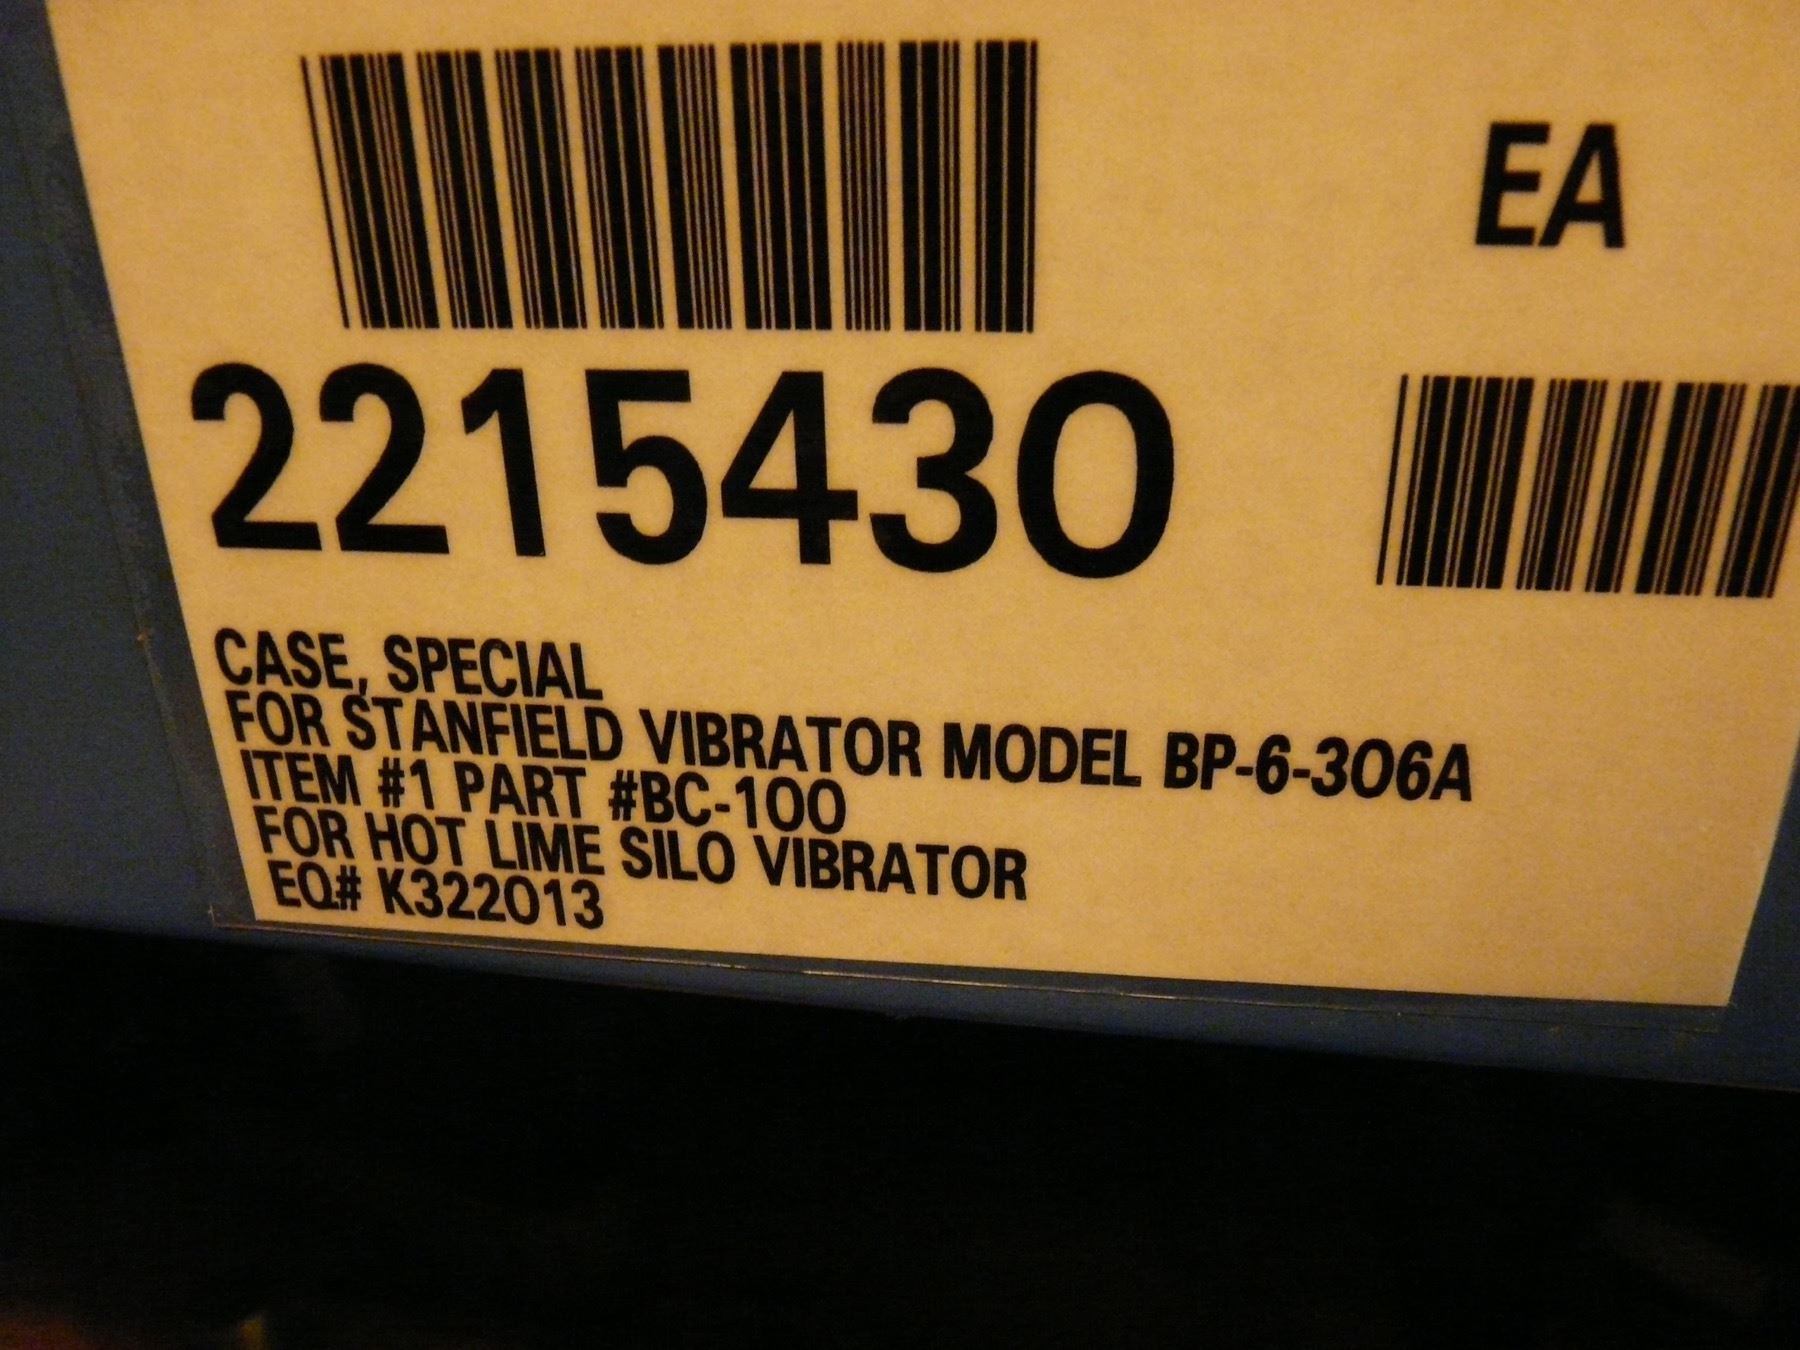 EA
2215430
CASE, SPECIAL
FOR STANFIELD VIBRATOR MODEL BP-6-306A
ITEM #1 PART #BC-100
FOR HOT LIME SILO VIBRATOR
EQ# K322013